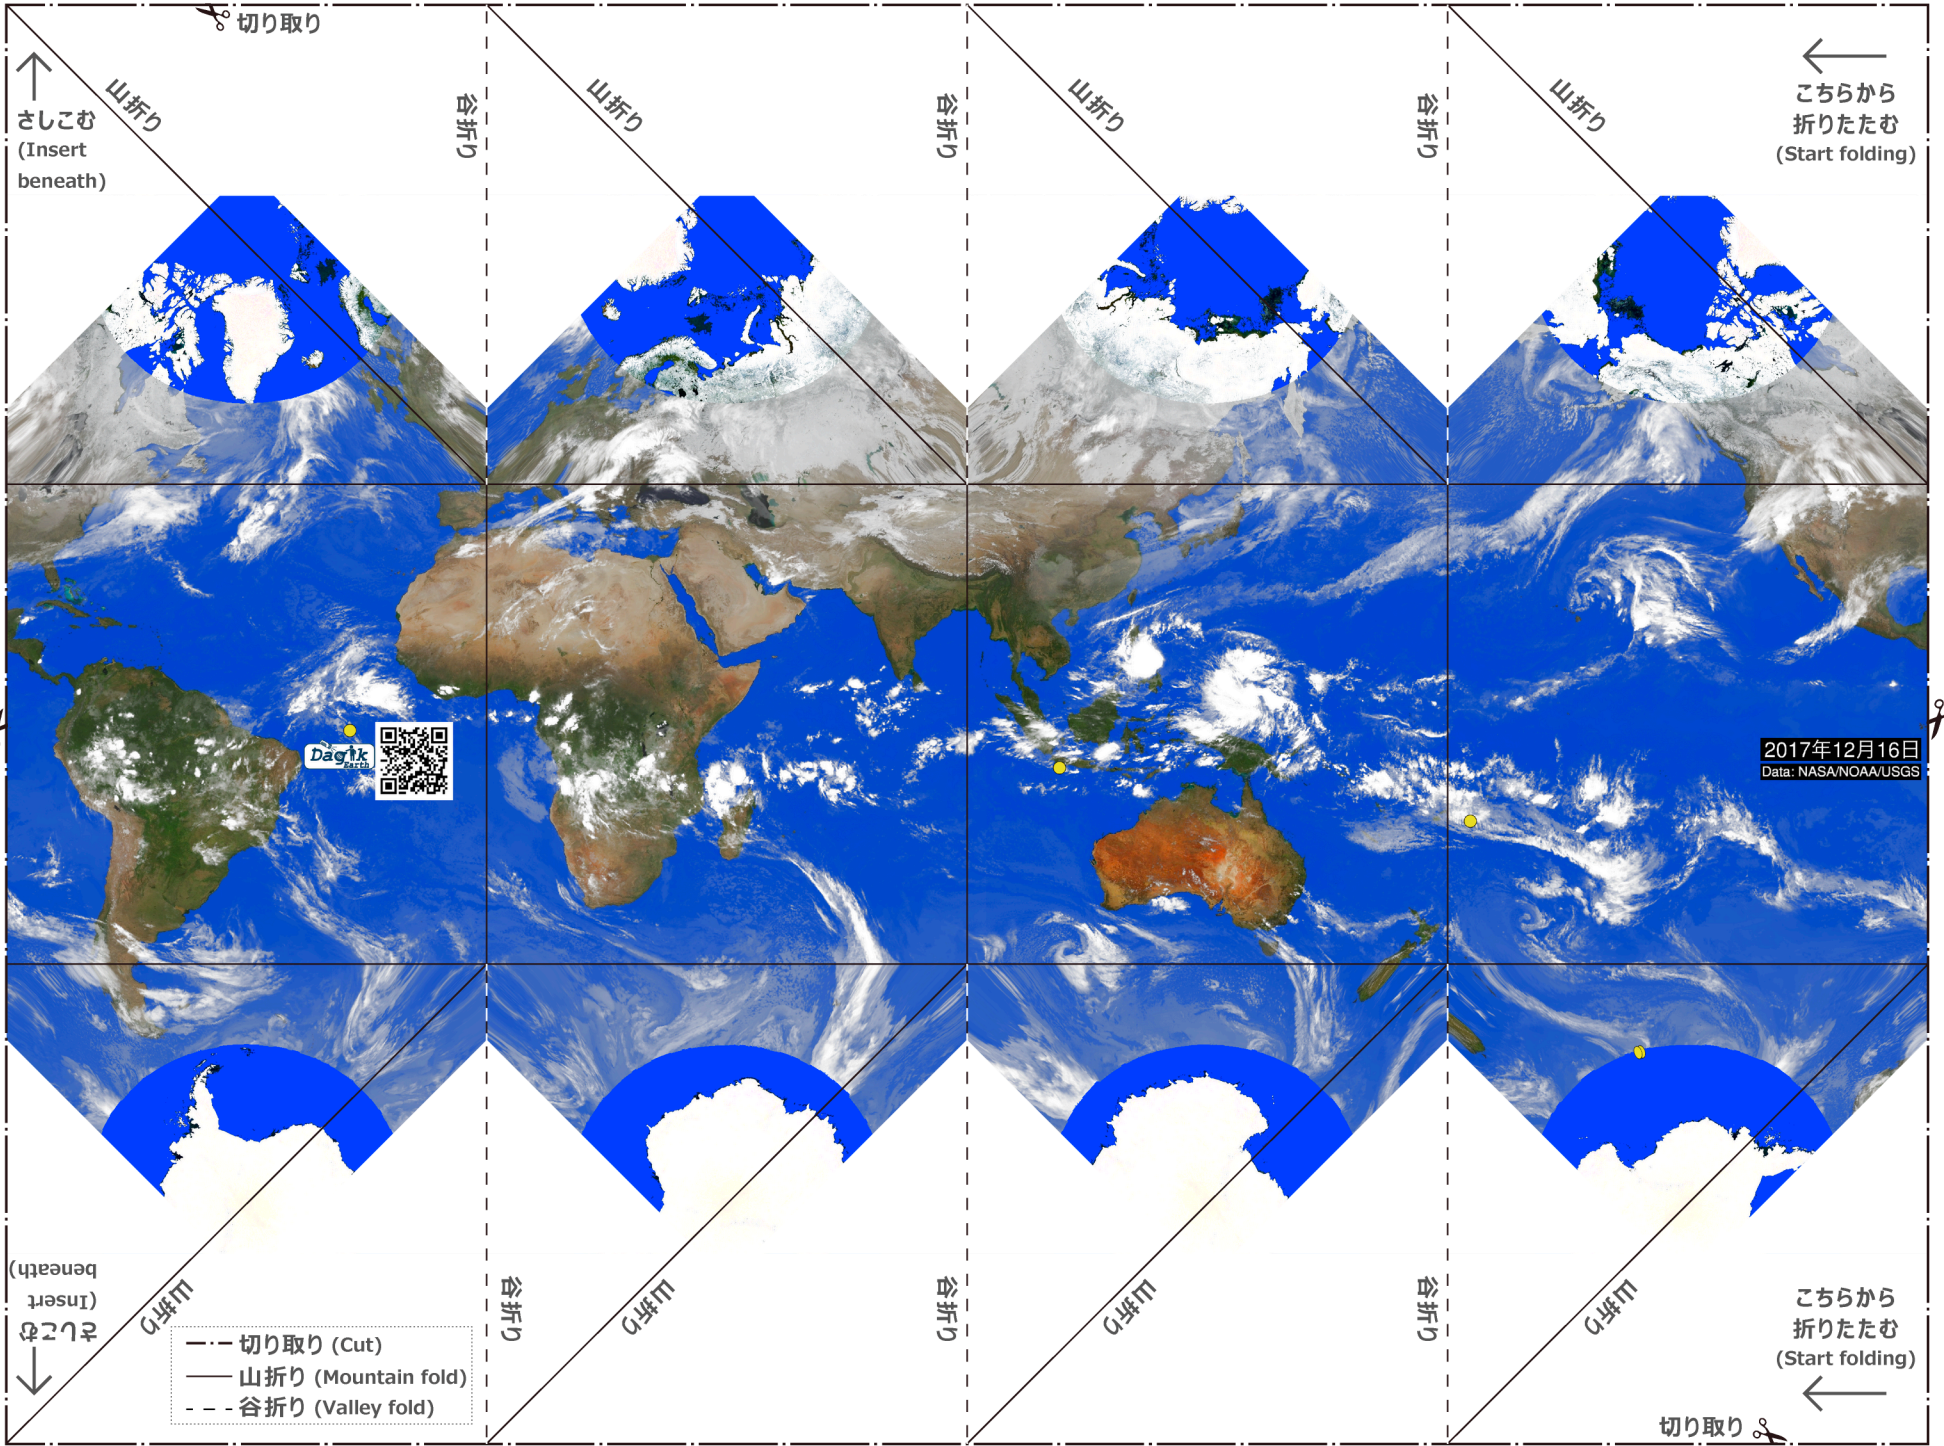 切り取り
山折り
谷折り
山折り
谷折り
山折り
谷折り
山折り
さしこむ
(Insert
beneath)
こちらから
折りたたむ
(Start folding)
Dagik
Earth
2017年12月16日
Data: NASA/NOAA/USGS
さしこむ
(Insert
beneath)
山折り
谷折り
山折り
谷折り
山折り
谷折り
山折り
こちらから
折りたたむ
(Start folding)
切り取り (Cut)
山折り (Mountain fold)
谷折り (Valley fold)
切り取り